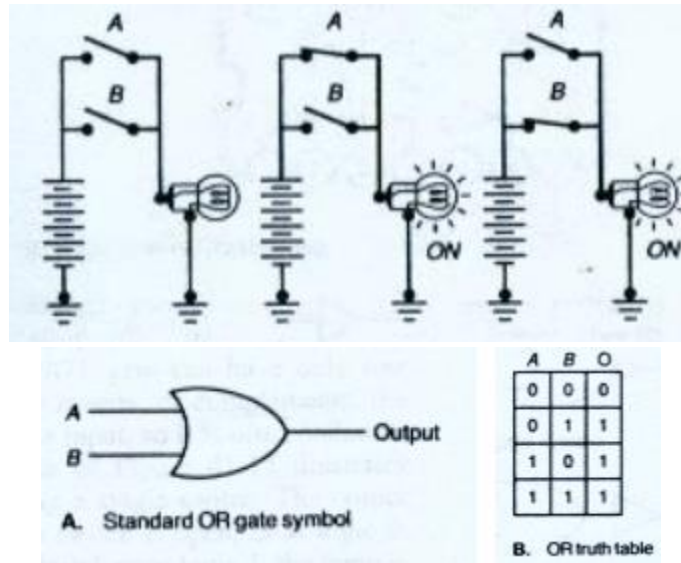 A A A
B B B
ON ON
A B O
0 0 0
A
0 1 1
Output
B
1 0 1
1 1 1
A. Standard OR gate symbol
B. OR truth table